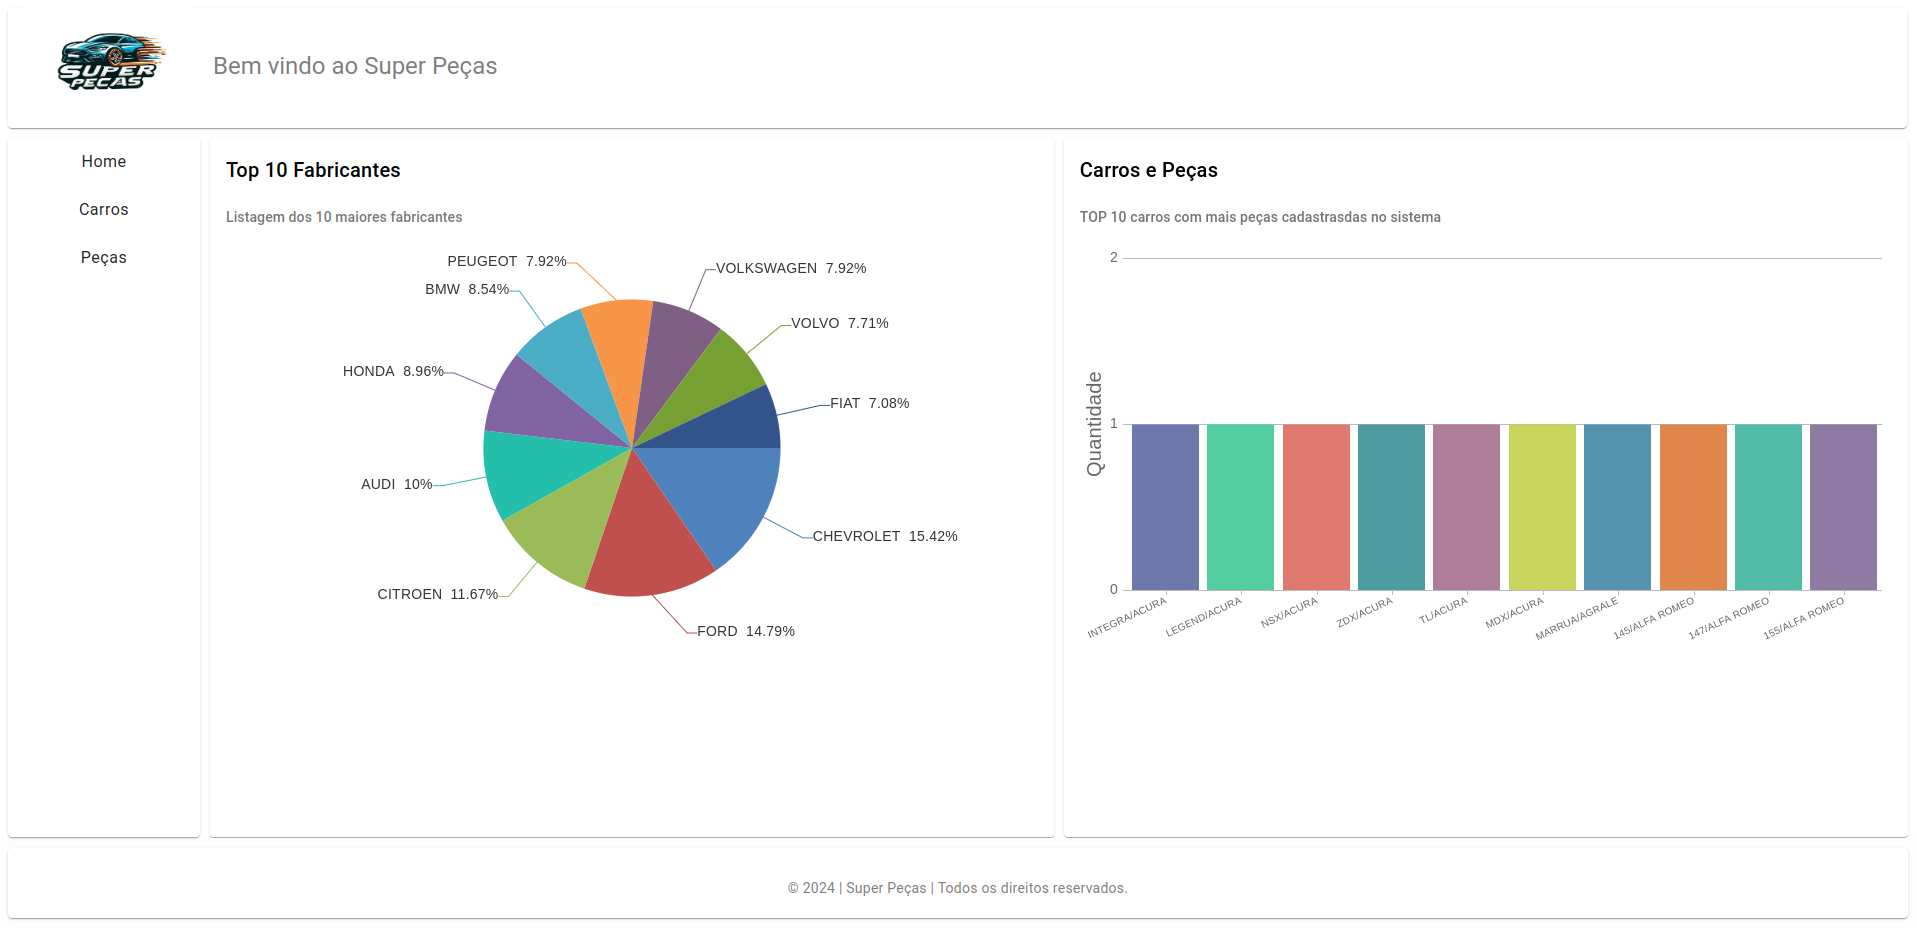 SUPER
PEÇAS
Bem vindo ao Super Peças
Home
Carros
Peças
Top 10 Fabricantes
Listagem dos 10 maiores fabricantes
PEUGEOT 7.92%
VOLKSWAGEN 7.92%
BMW 8.54%
VOLVO 7.71%
HONDA 8.96%
FIAT 7.08%
AUDI 10%
CHEVROLET 15.42%
CITROEN 11.67%
FORD 14.79%
Carros e Peças
TOP 10 carros com mais peças cadastrasdas no sistema
Quantidade
2
1
0
INTEGRA/ACURA
LEGEND/ACURA
NSX/ACURA
ZDX/ACURA
TL/ACURA
MDX/ACURA
MARRUA/AGRALE
145/ALFA ROMEO
147/ALFA ROMEO
155/ALFA ROMEO
© 2024 | Super Peças | Todos os direitos reservados.